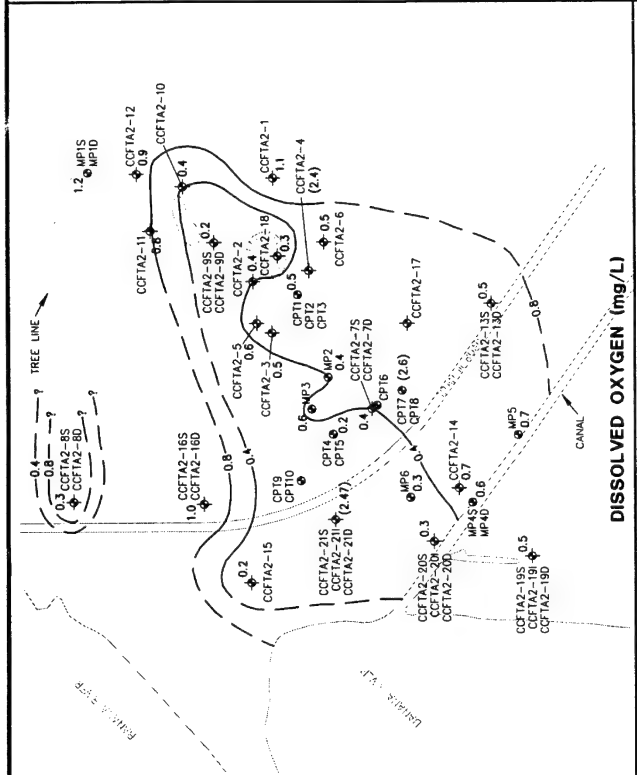 TREE LINE
0.4
?
0.8
?
0.3
CCFTA2-8S
CCFTA2-8D
?
?
1.2
MP1S
MP1D
CCFTA2-12
0.9
CCFTA2-10
0.4
CCFTA2-11
0.8
CCFTA2-1
1.1
CCFTA2-4
(2.4)
0.2
CCFTA2-9S
CCFTA2-9D
CCFTA2-2
0.4
CCFTA2-18
0.3
CCFTA2-6
0.5
CCFTA2-5
0.6
CCFTA2-3
0.5
CPT1
0.5
CPT2
CPT3
MP2
0.4
MP3
0.6
CCFTA2-7S
CCFTA2-7D
0.4
CPT6
CPT4
0.2
CPT5
CPT7
(2.6)
CPT8
CCFTA2-17
CPT9
CPT10
CCFTA2-16S
1.0
CCFTA2-16D
0.8
0.4
0.2
CCFTA2-15
CCFTA2-21S
(2.47)
CCFTA2-21I
CCFTA2-21D
MP6
0.3
0.4
CCFTA2-14
0.7
MP4S
0.6
MP4D
CCFTA2-20S
0.3
CCFTA2-20I
CCFTA2-20D
CCFTA2-19S
0.5
CCFTA2-19I
CCFTA2-19D
MP5
0.7
CCFTA2-13S
0.5
CCFTA2-13D
0.8
CANAL
DISSOLVED OXYGEN (mg/L)